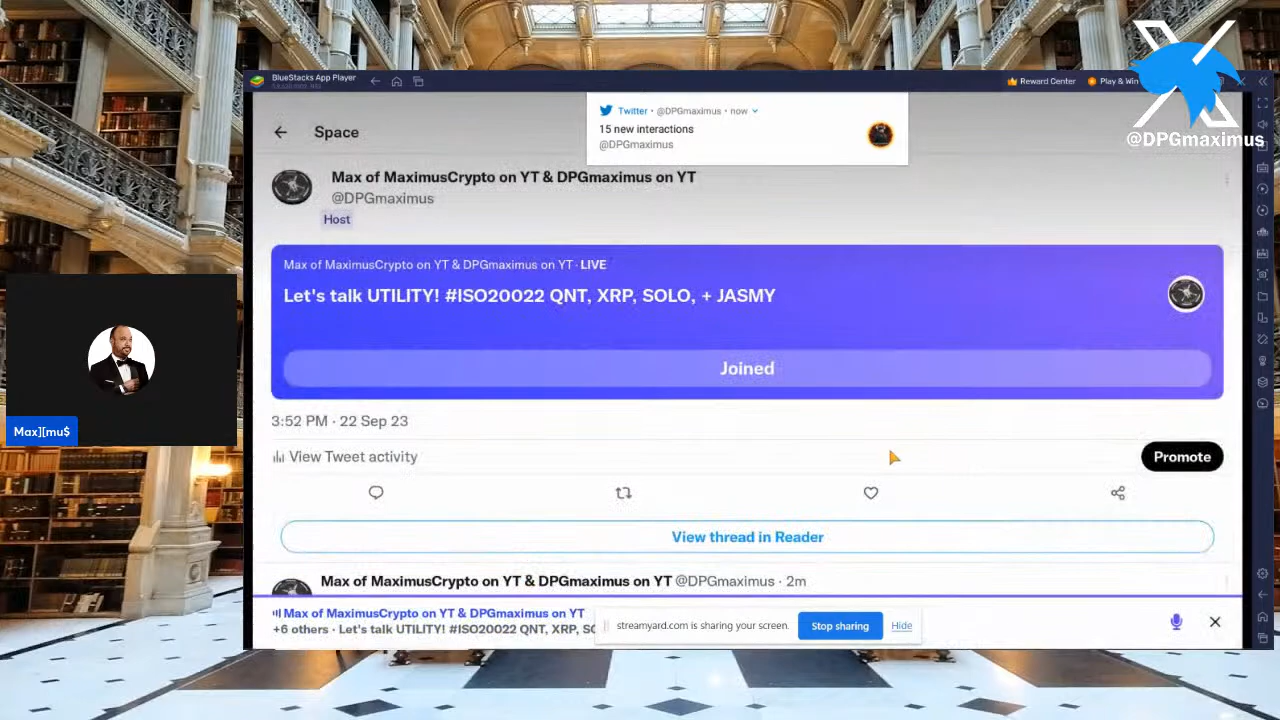 BlueStacks App Player
Reward Center
Play & Win
@DPGmaximus
Twitter · @DPGmaximus · now
15 new interactions
@DPGmaximus
Space
Max of MaximusCrypto on YT & DPGmaximus on YT
@DPGmaximus
Host
Max of MaximusCrypto on YT & DPGmaximus on YT · LIVE
Let's talk UTILITY! #ISO20022 QNT, XRP, SOLO, + JASMY
Joined
3:52 PM · 22 Sep 23
View Tweet activity
Promote
View thread in Reader
Max of MaximusCrypto on YT & DPGmaximus on YT @DPGmaximus · 2m
Max of MaximusCrypto on YT & DPGmaximus on YT
+6 others · Let's talk UTILITY! #ISO20022 QNT, XRP, SO
streamyard.com is sharing your screen.
Stop sharing
Hide
Max][mu$